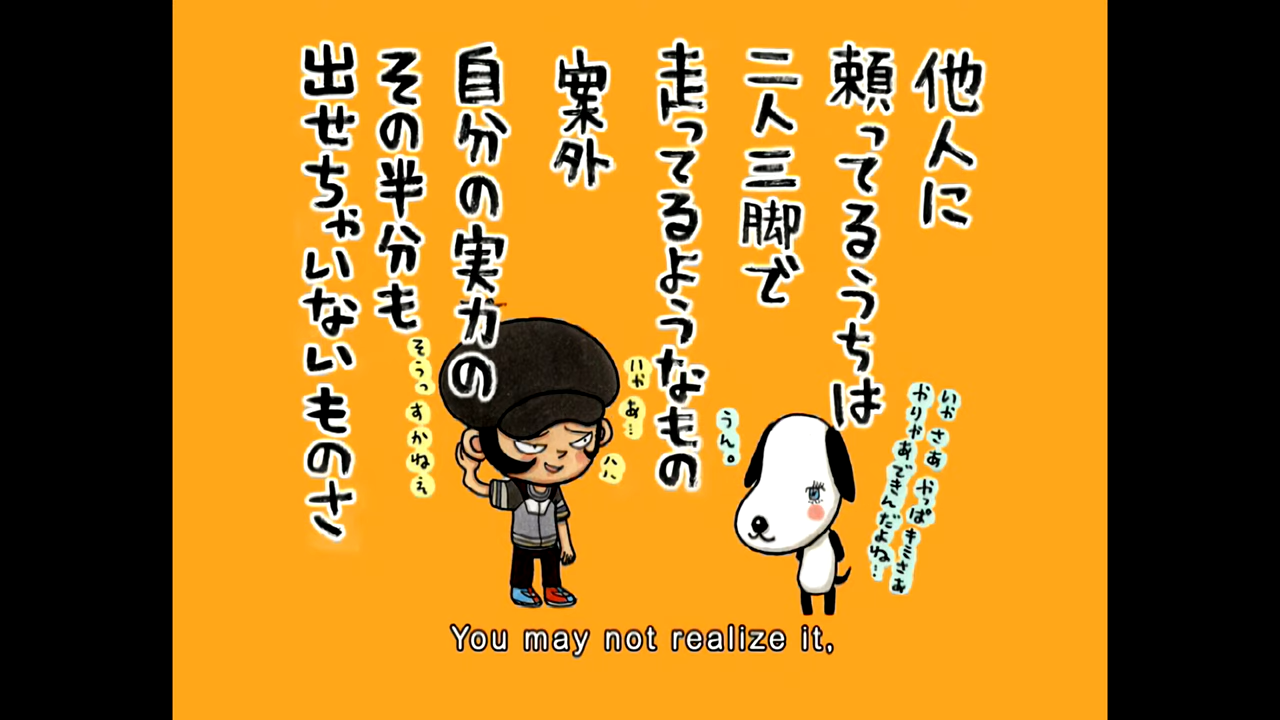 他人に
頼ってるうちは
二人三脚で
走ってるようなもの
案外
自分の実力の
その半分も
出せちゃいないものさ
いや さあ かっぱ キミさぁ
やりゃあできんだよね…
うん。
いやあ…
ハハ
そうっすかねぇ
You may not realize it,